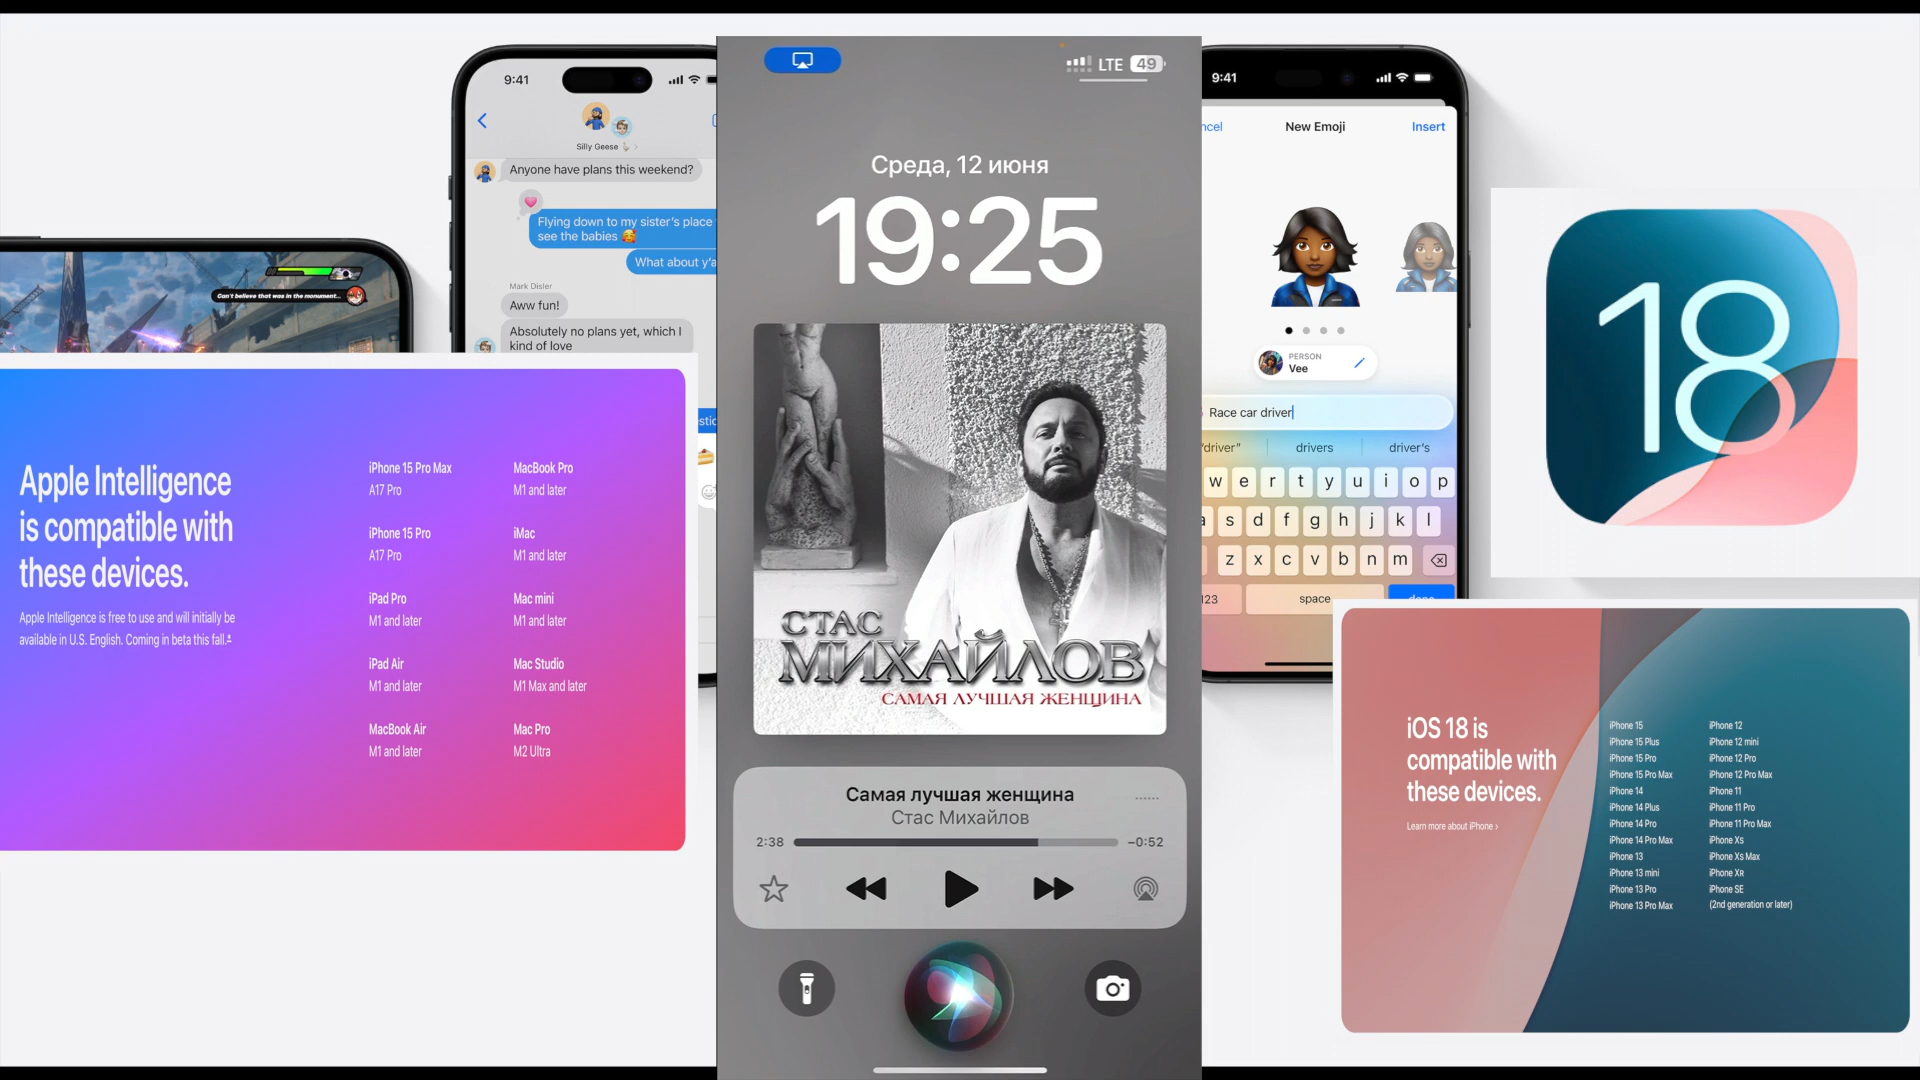 Can't believe that was in the monument...
9:41
Silly Geese
Anyone have plans this weekend?
Flying down to my sister's place
see the babies 🥰
What about y'a
Mark Disler
Aww fun!
Absolutely no plans yet, which I
kind of love
Apple Intelligence
is compatible with
these devices.
Apple Intelligence is free to use and will initially be
available in U.S. English. Coming in beta this fall.
iPhone 15 Pro Max
A17 Pro
iPhone 15 Pro
A17 Pro
iPad Pro
M1 and later
iPad Air
M1 and later
MacBook Air
M1 and later
MacBook Pro
M1 and later
iMac
M1 and later
Mac mini
M1 and later
Mac Studio
M1 Max and later
Mac Pro
M2 Ultra
LTE 49
Среда, 12 июня
19:25
СТАС
МИХАЙЛОВ
САМАЯ ЛУЧШАЯ ЖЕНЩИНА
Самая лучшая женщина
Стас Михайлов
2:38
−0:52
9:41
ncel
New Emoji
Insert
PERSON
Vee
Race car driver
"driver"
drivers
driver's
w e r t y u i o p
a s d f g h j k l
z x c v b n m
123
space
done
18
iOS 18 is
compatible with
these devices.
Learn more about iPhone ›
iPhone 15
iPhone 15 Plus
iPhone 15 Pro
iPhone 15 Pro Max
iPhone 14
iPhone 14 Plus
iPhone 14 Pro
iPhone 14 Pro Max
iPhone 13
iPhone 13 mini
iPhone 13 Pro
iPhone 13 Pro Max
iPhone 12
iPhone 12 mini
iPhone 12 Pro
iPhone 12 Pro Max
iPhone 11
iPhone 11 Pro
iPhone 11 Pro Max
iPhone Xs
iPhone Xs Max
iPhone XR
iPhone SE
(2nd generation or later)